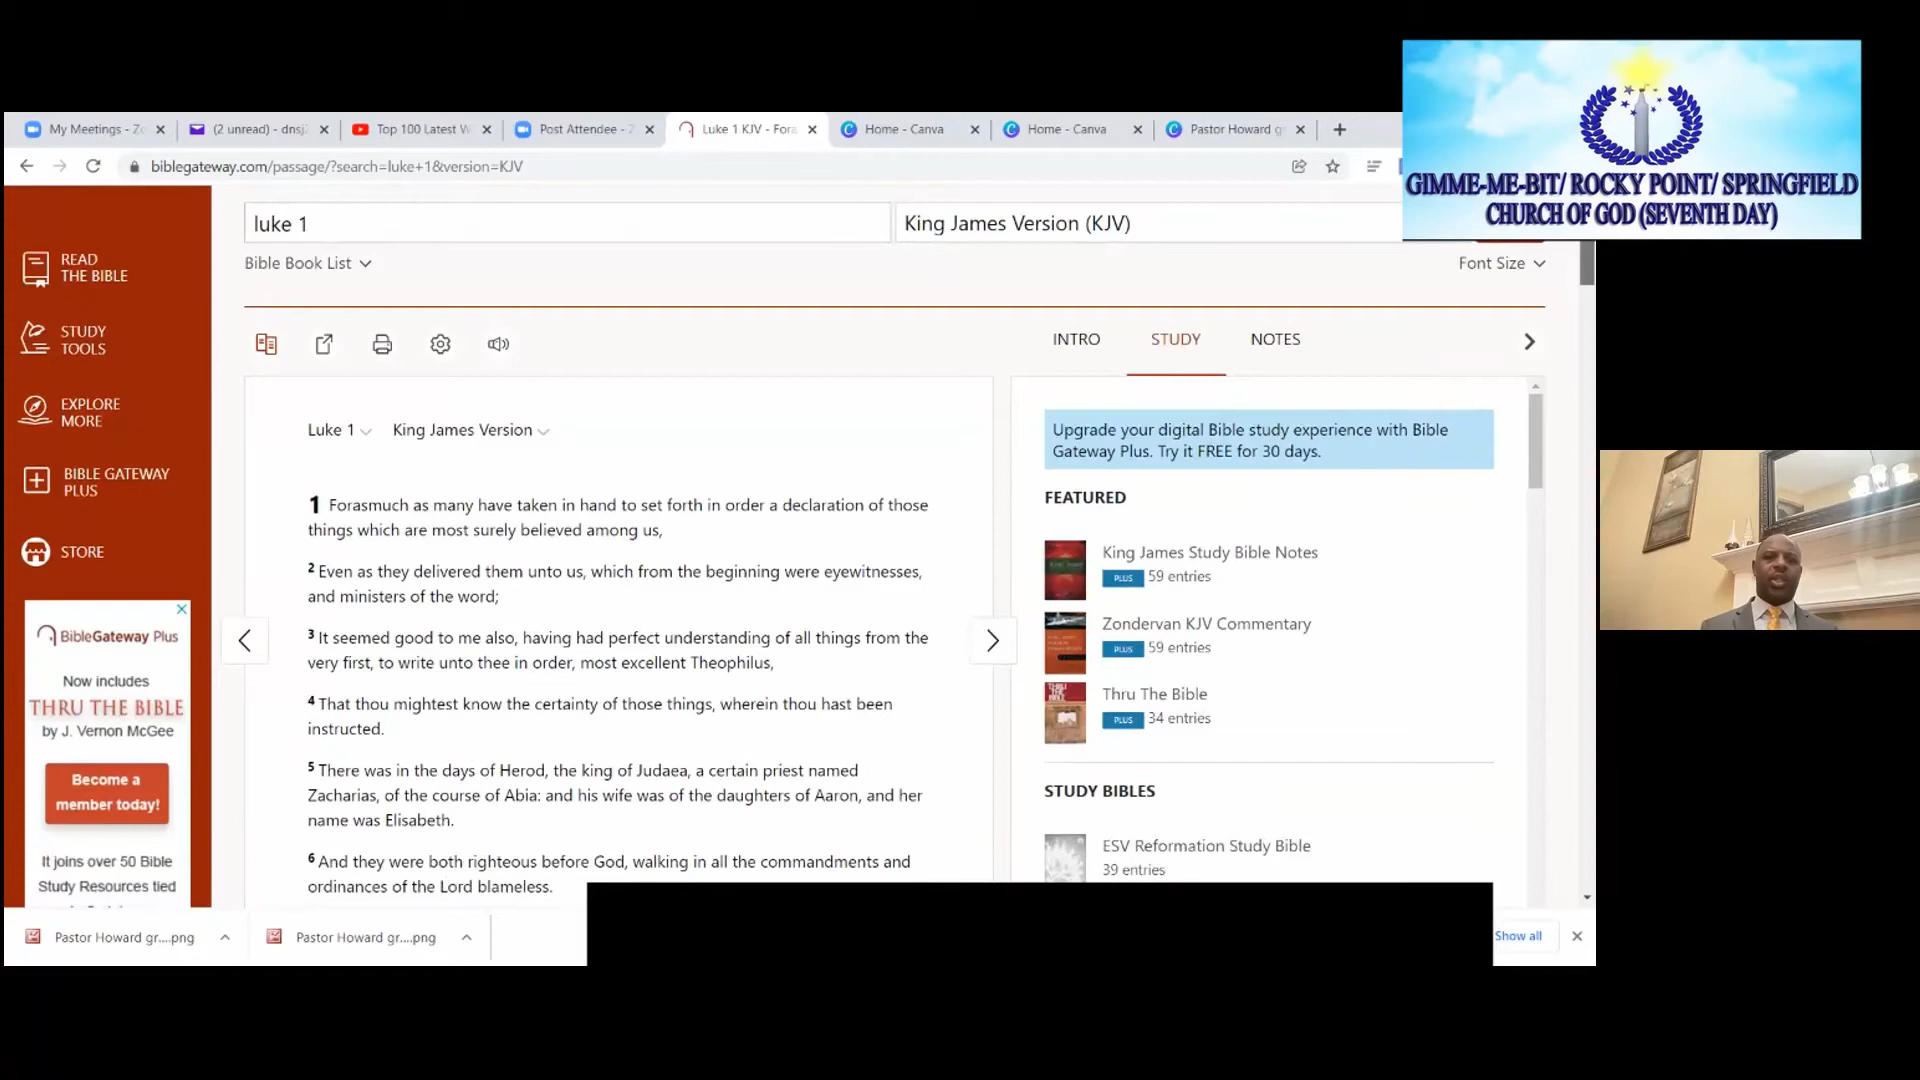 My Meetings - Zo
(2 unread) - dnsj
Top 100 Latest W
Post Attendee - Z
Luke 1 KJV - Fora
Home - Canva
Home - Canva
Pastor Howard gr
biblegateway.com/passage/?search=luke+1&version=KJV
GIMME-ME-BIT/ ROCKY POINT/ SPRINGFIELD
CHURCH OF GOD (SEVENTH DAY)
luke 1
King James Version (KJV)
Bible Book List
Font Size
READ
THE BIBLE
STUDY
TOOLS
EXPLORE
MORE
BIBLE GATEWAY
PLUS
STORE
BibleGateway Plus
Now includes
THRU THE BIBLE
by J. Vernon McGee
Become a
member today!
It joins over 50 Bible
Study Resources tied
INTRO
STUDY
NOTES
Luke 1
King James Version
1 Forasmuch as many have taken in hand to set forth in order a declaration of those
things which are most surely believed among us,
2 Even as they delivered them unto us, which from the beginning were eyewitnesses,
and ministers of the word;
3 It seemed good to me also, having had perfect understanding of all things from the
very first, to write unto thee in order, most excellent Theophilus,
4 That thou mightest know the certainty of those things, wherein thou hast been
instructed.
5 There was in the days of Herod, the king of Judaea, a certain priest named
Zacharias, of the course of Abia: and his wife was of the daughters of Aaron, and her
name was Elisabeth.
6 And they were both righteous before God, walking in all the commandments and
ordinances of the Lord blameless.
Upgrade your digital Bible study experience with Bible
Gateway Plus. Try it FREE for 30 days.
FEATURED
King James Study Bible Notes
PLUS 59 entries
Zondervan KJV Commentary
PLUS 59 entries
Thru The Bible
PLUS 34 entries
STUDY BIBLES
ESV Reformation Study Bible
39 entries
Pastor Howard gr....png
Pastor Howard gr....png
Show all